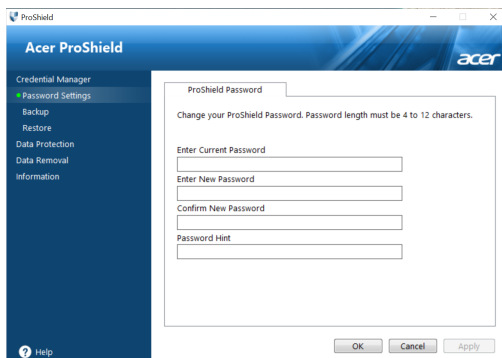 ProShield
Acer ProShield
acer
Credential Manager
Password Settings
Backup
Restore
Data Protection
Data Removal
Information
Help
ProShield Password
Change your ProShield Password. Password length must be 4 to 12 characters.
Enter Current Password
Enter New Password
Confirm New Password
Password Hint
OK Cancel Apply